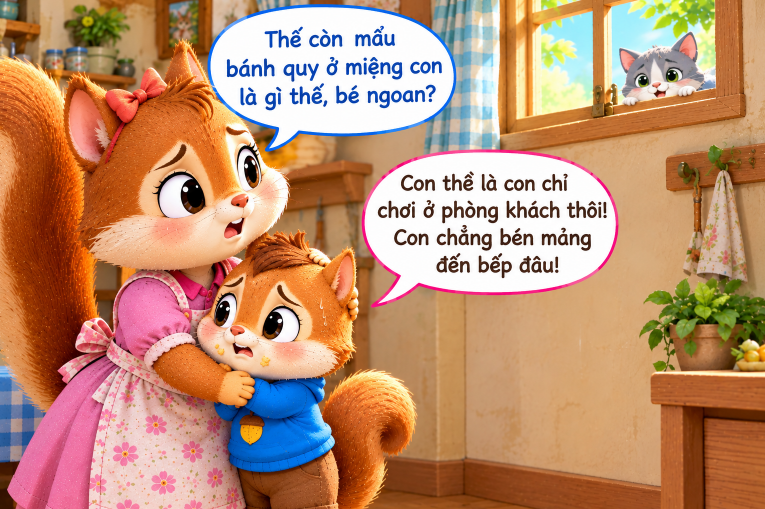 Thế còn mẩu
bánh quy ở miệng con
là gì thế, bé ngoan?
Con thề là con chỉ
chơi ở phòng khách thôi!
Con chẳng bén mảng
đến bếp đâu!